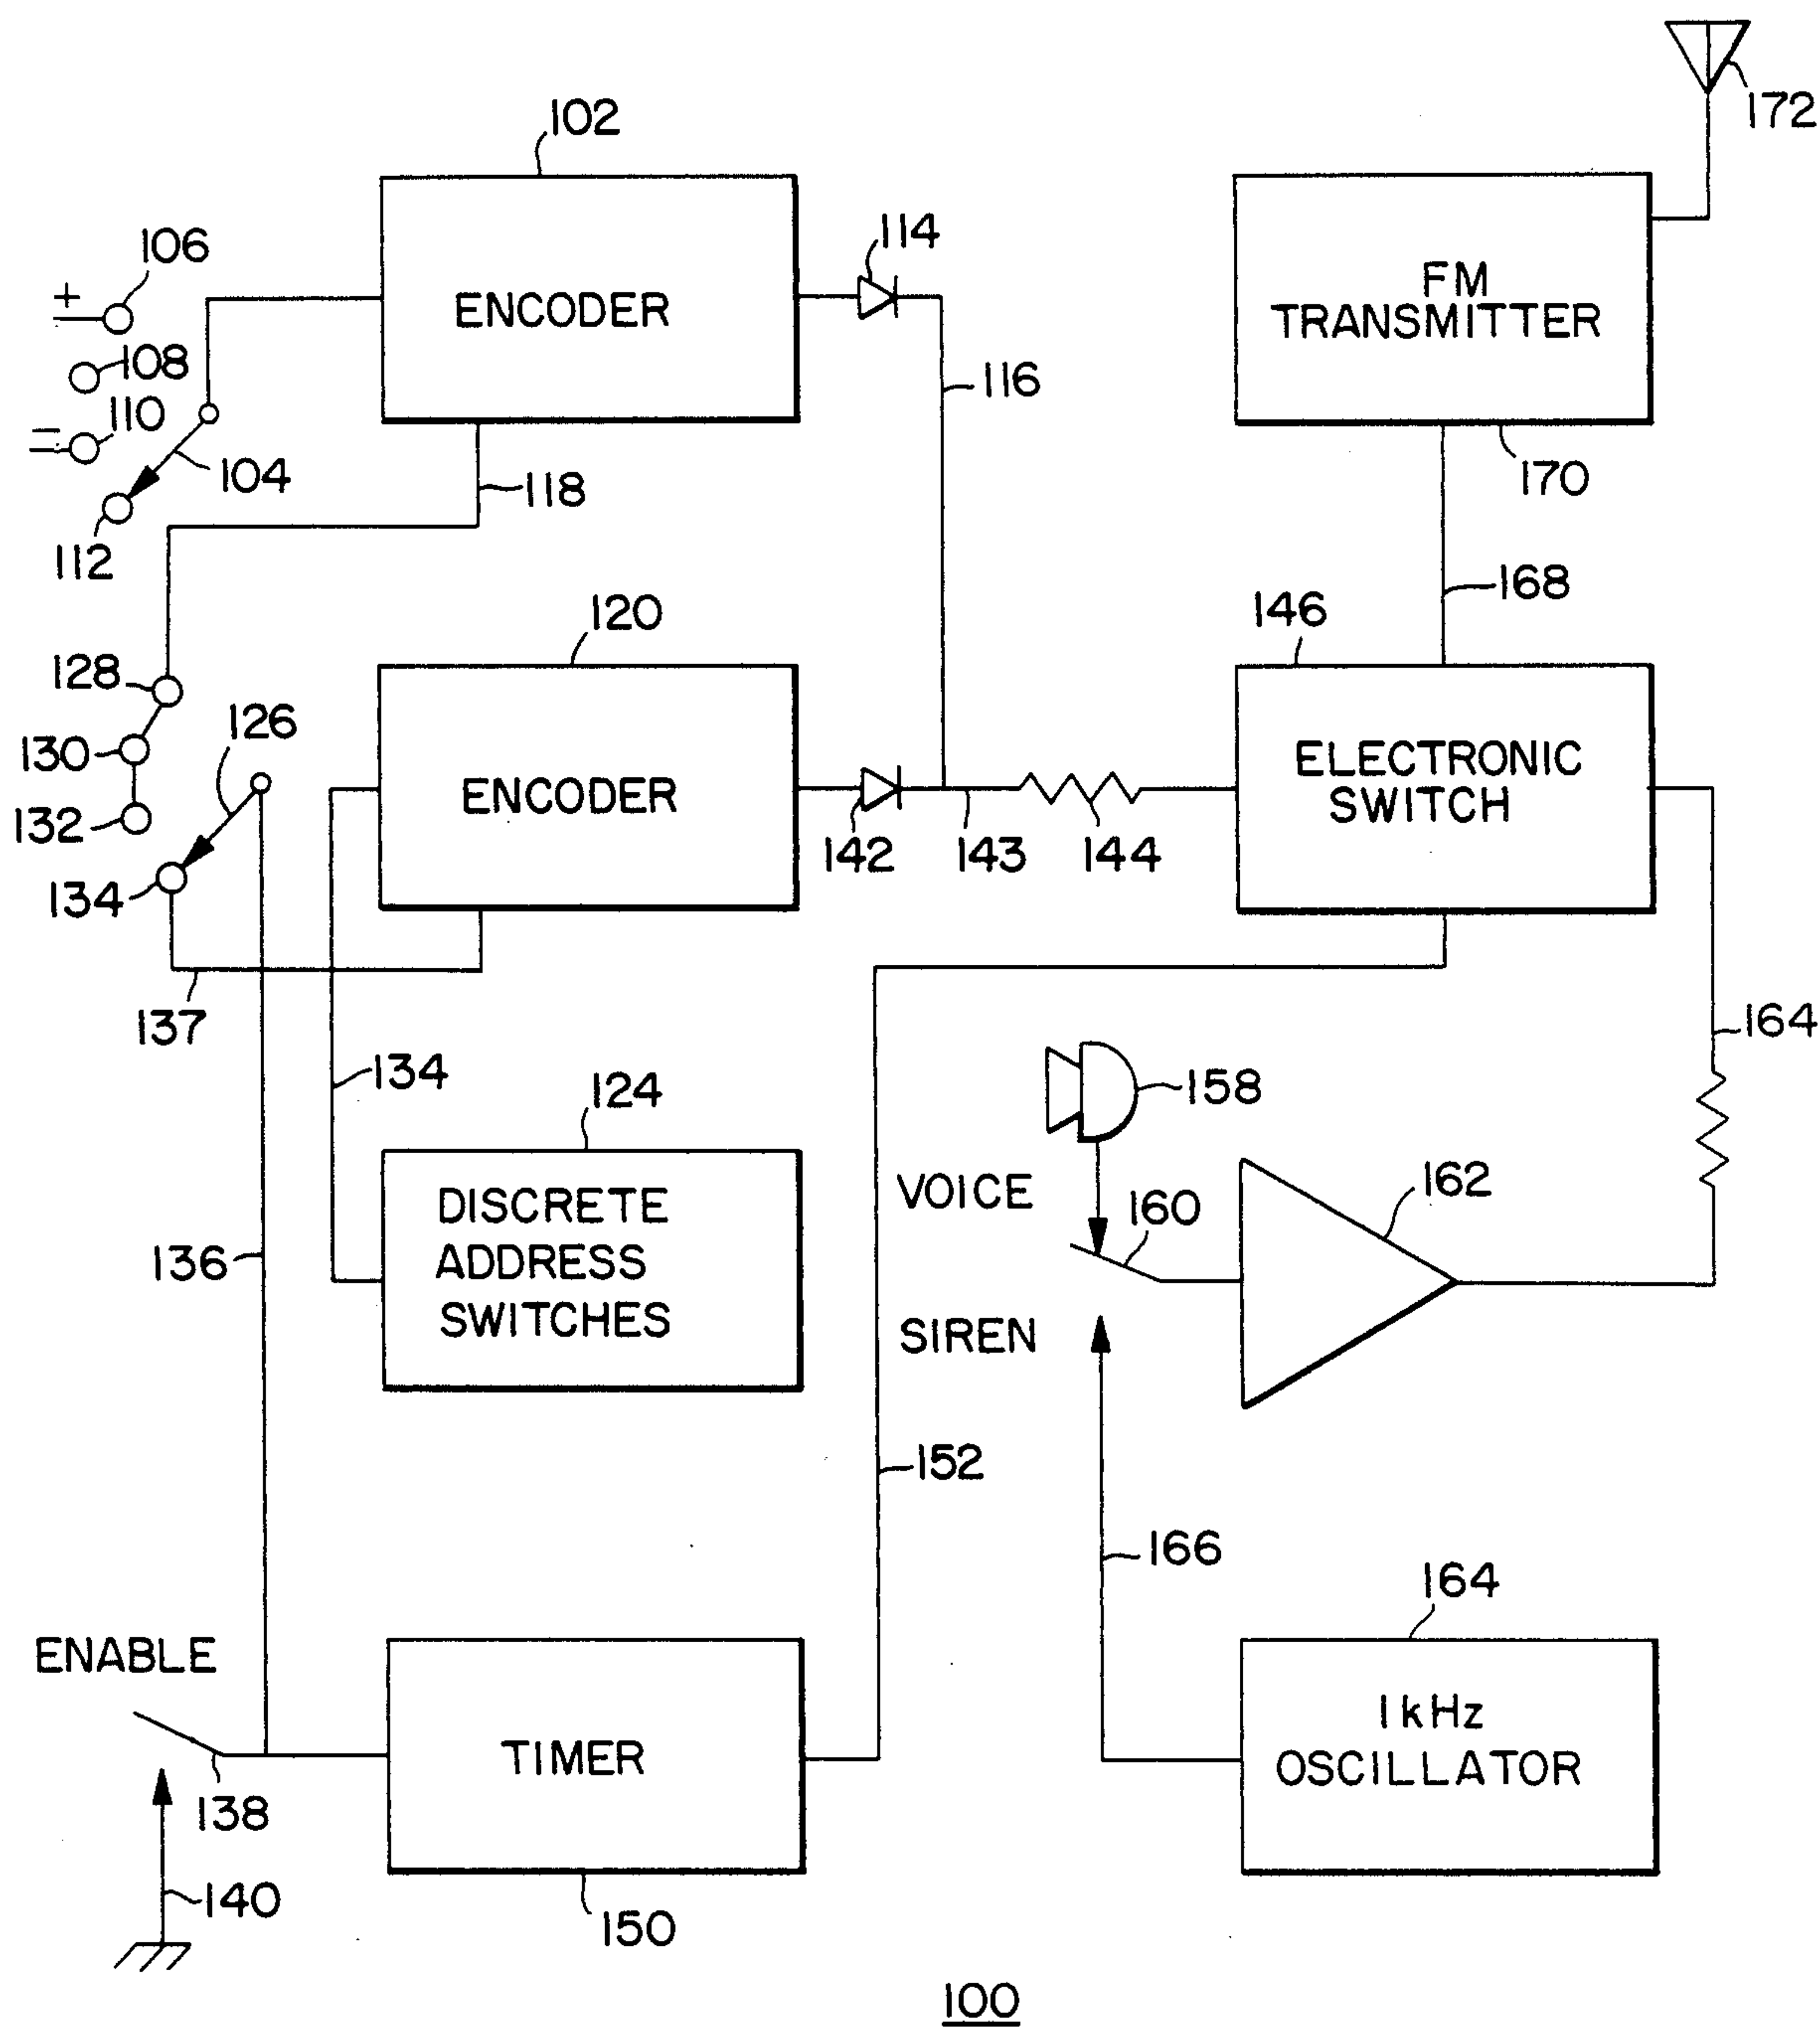 172
102
106
+
114
FM
TRANSMITTER
ENCODER
108
116
110
=
104
118
170
112
168
146
120
128
126
130
ELECTRONIC
SWITCH
ENCODER
132
142
143
144
134
137
164
134
158
124
VOICE
160
162
DISCRETE
ADDRESS
SWITCHES
136
SIREN
152
166
164
ENABLE
1 kHz
OSCILLATOR
TIMER
138
140
150
100